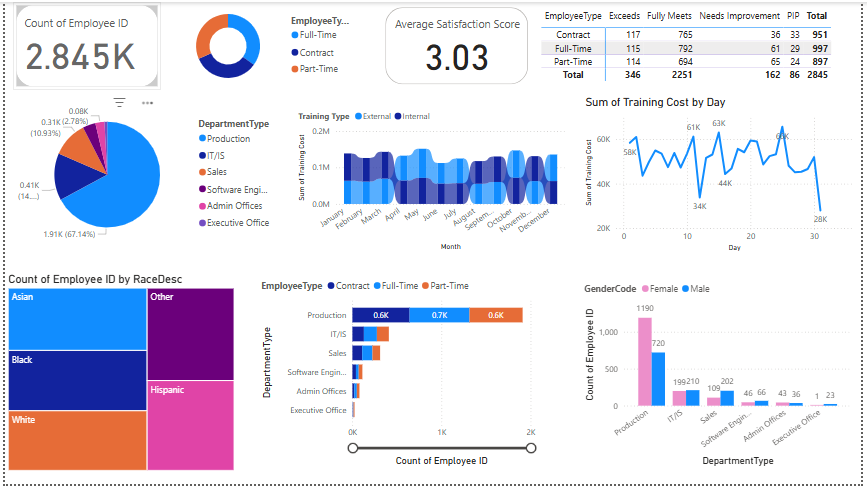 Count of Employee ID
2.845K
EmployeeTy...
Full-Time
Contract
Part-Time
Average Satisfaction Score
3.03
EmployeeType Exceeds Fully Meets Needs Improvement PIP Total
Contract 117 765 36 33 951
Full-Time 115 792 61 29 997
Part-Time 114 694 65 24 897
Total 346 2251 162 86 2845
0.08K
(2.78%)
0.31K
(10.93%)
0.41K
(14....)
1.91K (67.14%)
DepartmentType
Production
IT/IS
Sales
Software Engi...
Admin Offices
Executive Office
Training Type External Internal
Sum of Training Cost
0.2M
0.1M
0.0M
January February March April May June July August Septem... October Novemb... December
Month
Sum of Training Cost by Day
Sum of Training Cost
60K
40K
20K
58K
61K
34K
63K
44K
66K
28K
0 10 20 30
Day
Count of Employee ID by RaceDesc
Asian
Black
White
Other
Hispanic
EmployeeType Contract Full-Time Part-Time
DepartmentType
Production 0.6K 0.7K 0.6K
IT/IS
Sales
Software Engin...
Admin Offices
Executive Office
0K 1K 2K
Count of Employee ID
GenderCode Female Male
Count of Employee ID
1,000
500
0
1190 720
199 210
109 202
46 66
43 36
1 23
Production IT/IS Sales Software Engin... Admin Offices Executive Office
DepartmentType